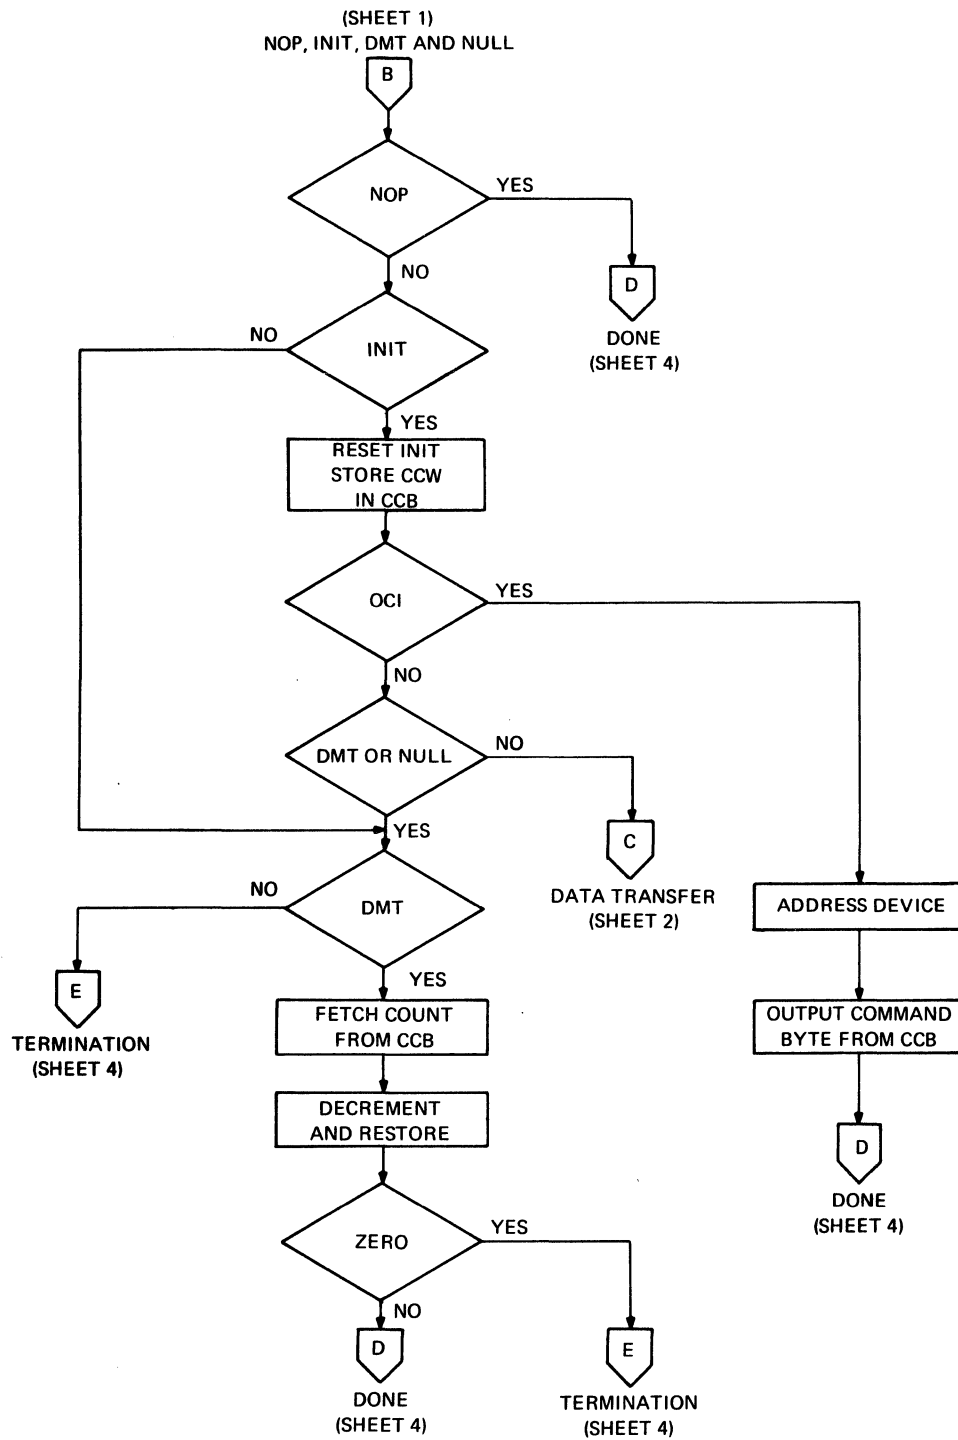 (SHEET 1)
NOP, INIT, DMT AND NULL
B
NOP
YES
NO
D
DONE
(SHEET 4)
NO
INIT
YES
RESET INIT
STORE CCW
IN CCB
OCI
YES
NO
DMT OR NULL
NO
YES
C
DATA TRANSFER
(SHEET 2)
NO
DMT
YES
E
TERMINATION
(SHEET 4)
ADDRESS DEVICE
FETCH COUNT
FROM CCB
OUTPUT COMMAND
BYTE FROM CCB
DECREMENT
AND RESTORE
D
DONE
(SHEET 4)
ZERO
YES
NO
D
DONE
(SHEET 4)
E
TERMINATION
(SHEET 4)